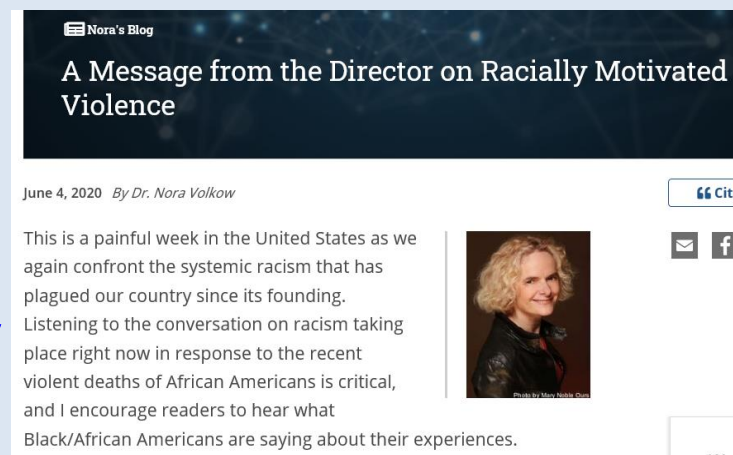 Nora's Blog
A Message from the Director on Racially Motivated
Violence
June 4, 2020 By Dr. Nora Volkow
Cit
This is a painful week in the United States as we
again confront the systemic racism that has
plagued our country since its founding.
Listening to the conversation on racism taking
place right now in response to the recent
violent deaths of African Americans is critical,
and I encourage readers to hear what
Black/African Americans are saying about their experiences.
Photo by Mary Noble Ours